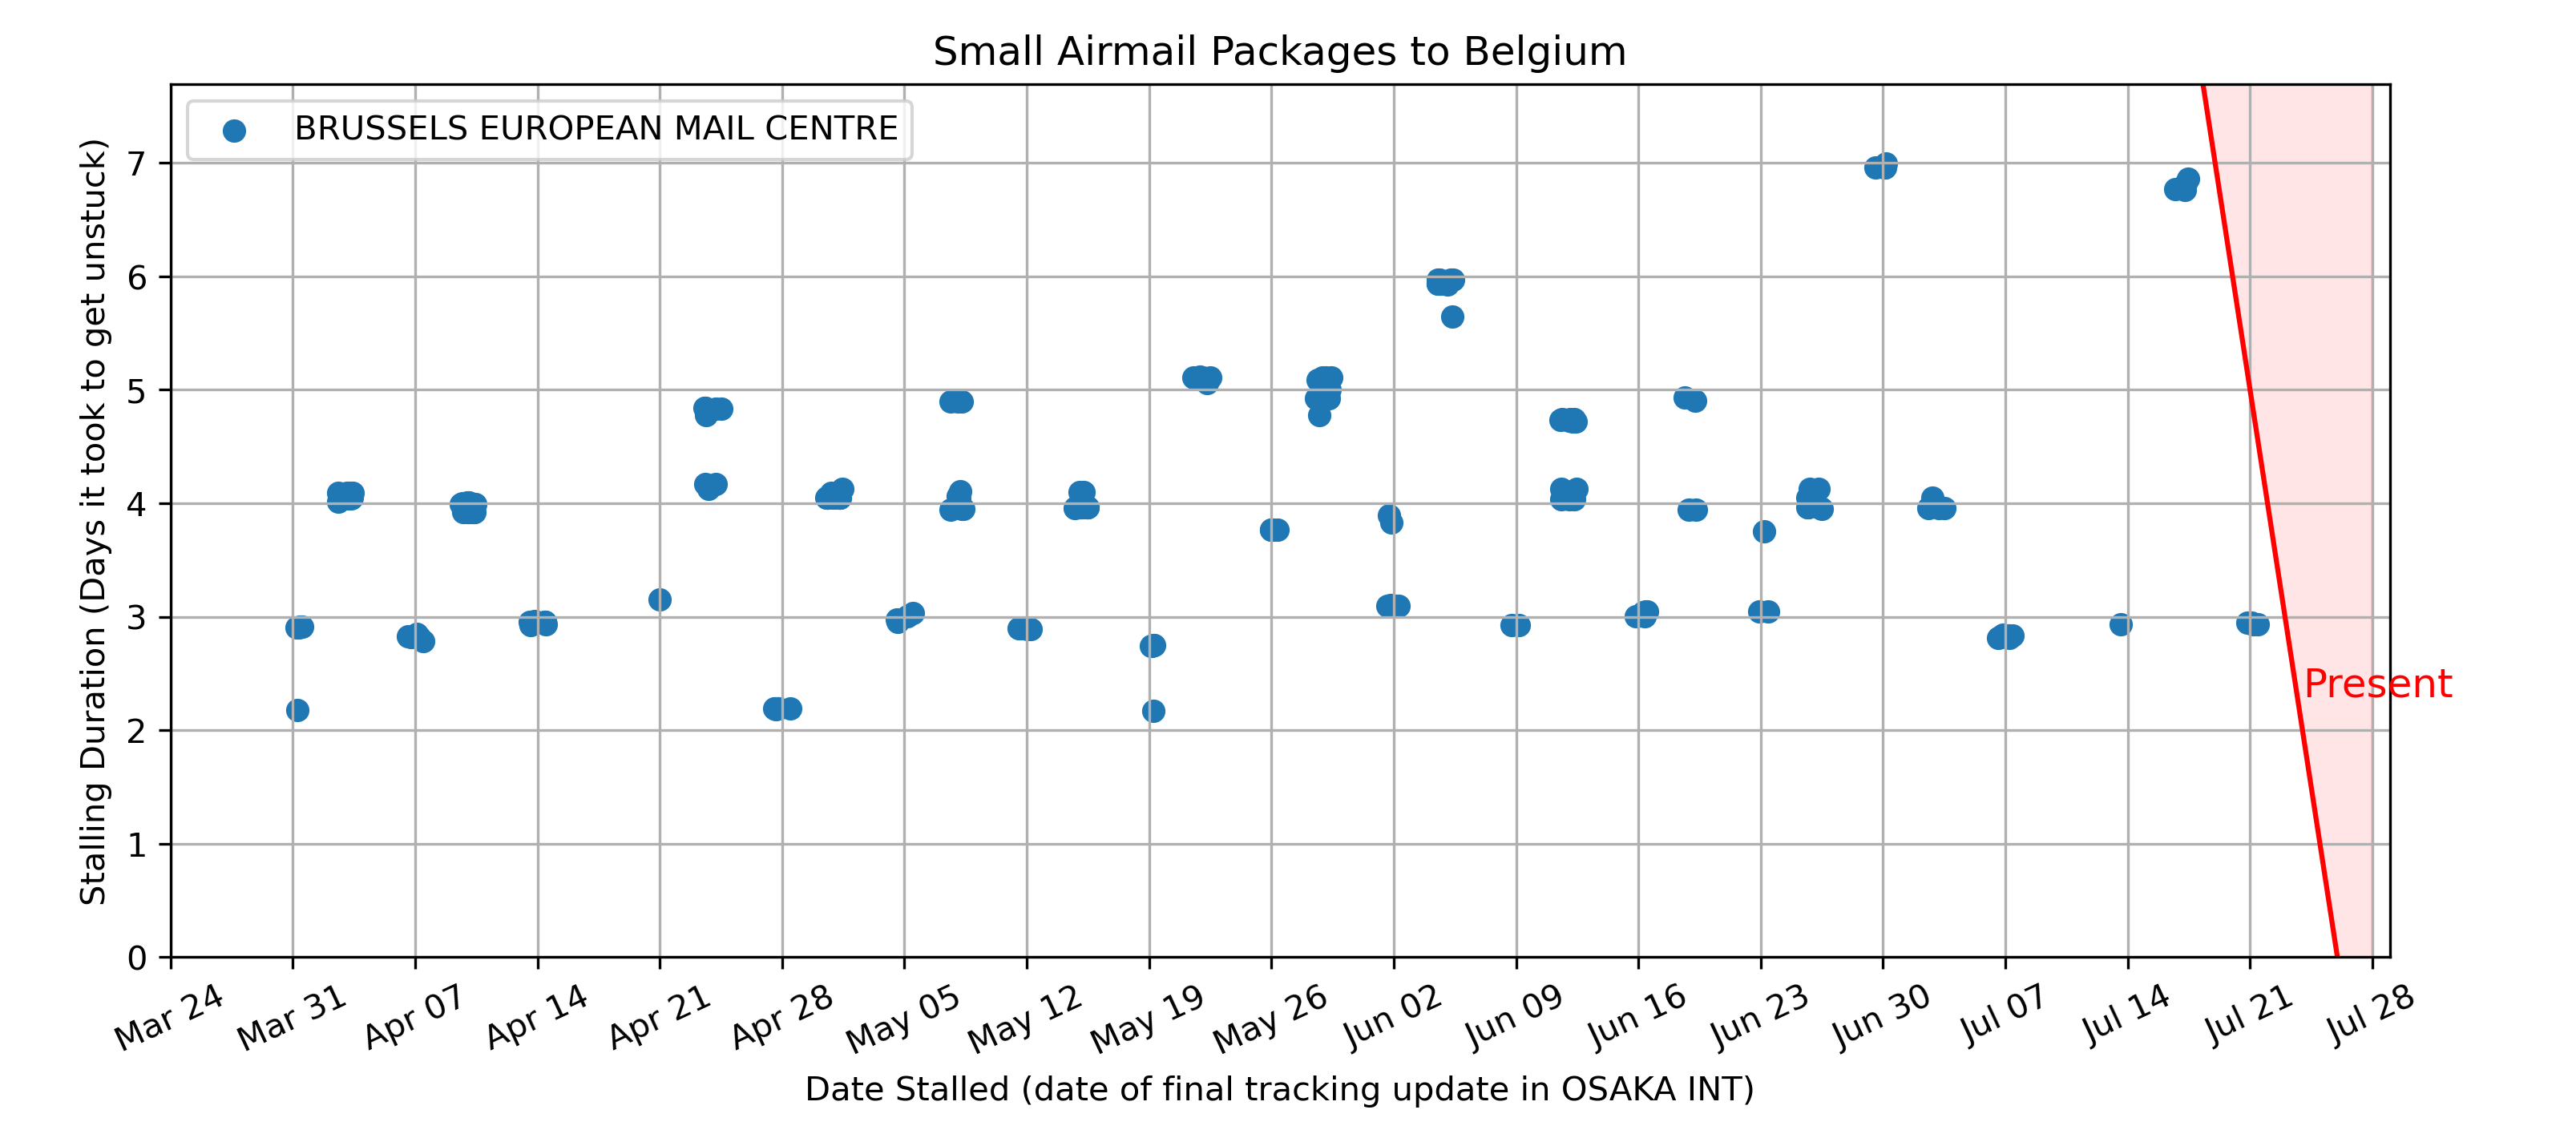 Small Airmail Packages to Belgium
BRUSSELS EUROPEAN MAIL CENTRE
Stalling Duration (Days it took to get unstuck)
7
6
5
4
3
2
1
0
Present
Mar 24
Mar 31
Apr 07
Apr 14
Apr 21
Apr 28
May 05
May 12
May 19
May 26
Jun 02
Jun 09
Jun 16
Jun 23
Jun 30
Jul 07
Jul 14
Jul 21
Jul 28
Date Stalled (date of final tracking update in OSAKA INT)